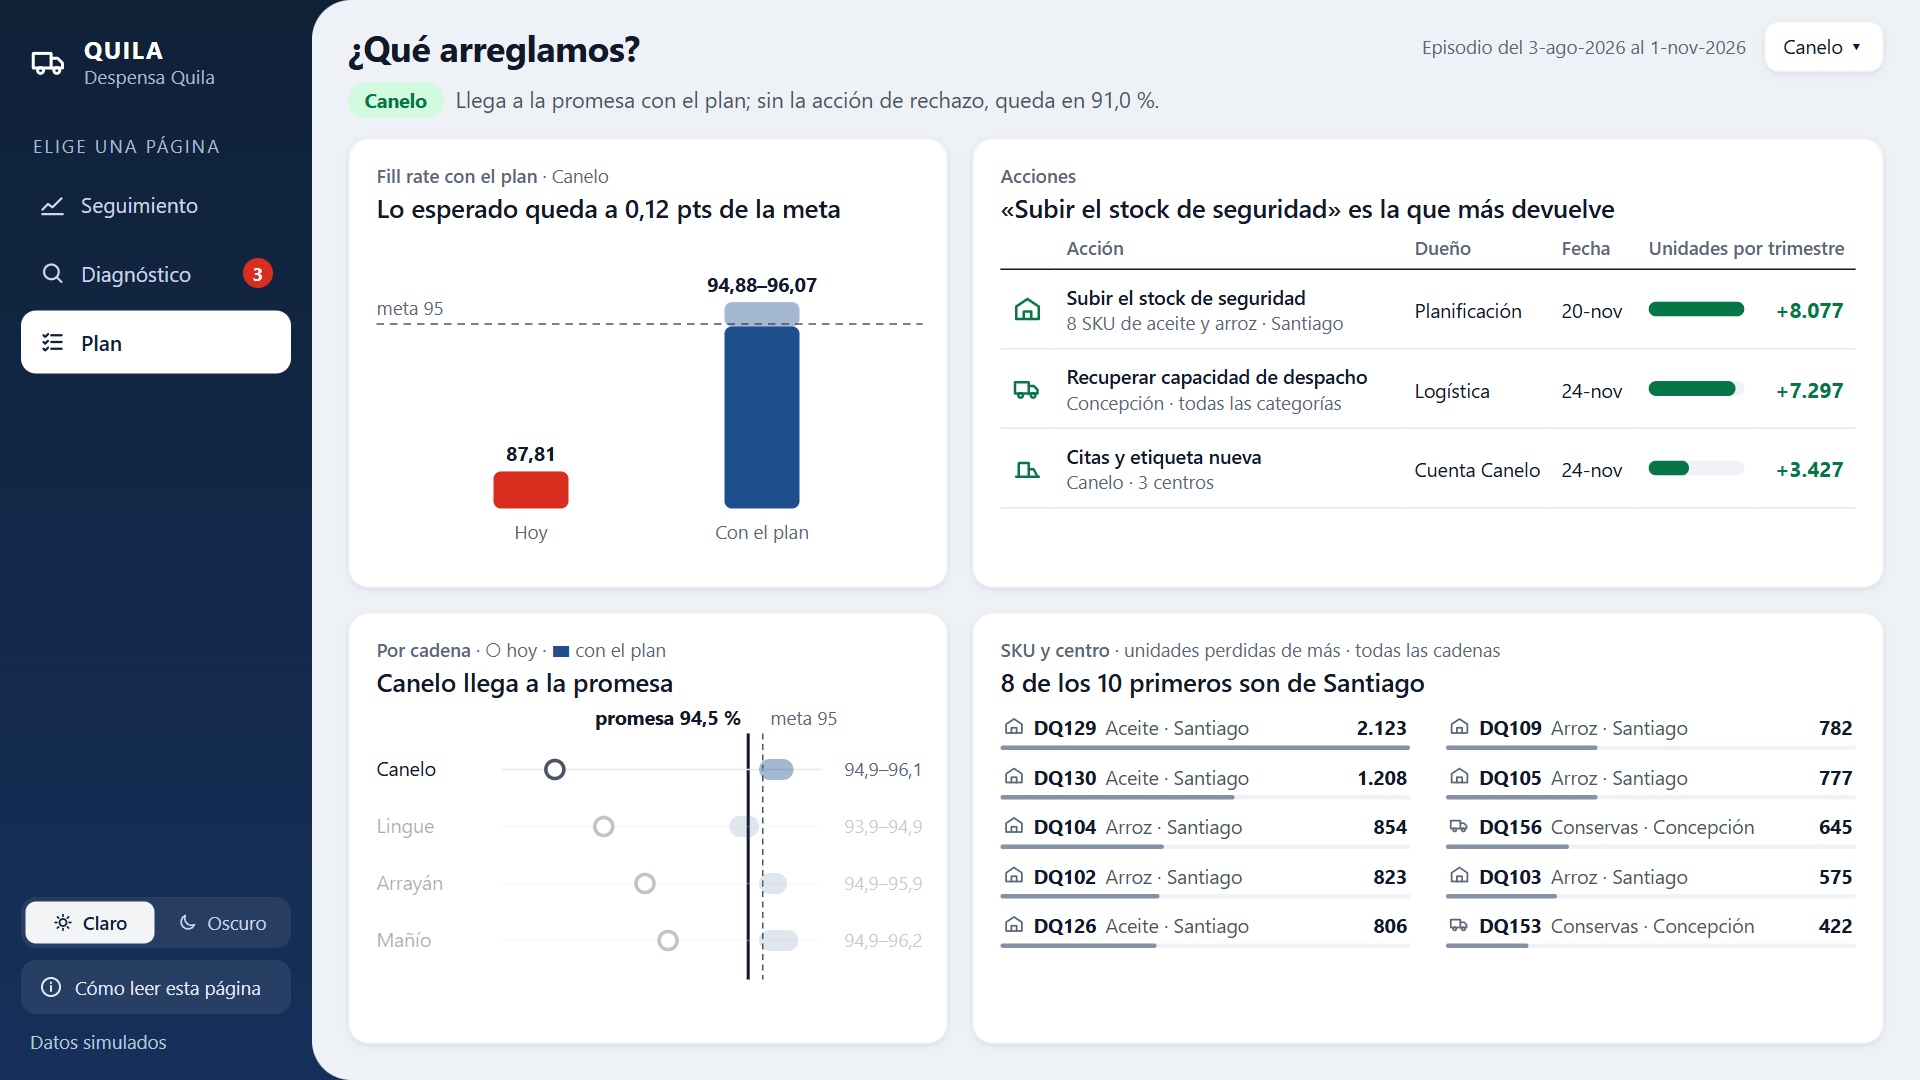 QUILA
Despensa Quila
ELIGE UNA PÁGINA
Seguimiento
Diagnóstico 3
Plan
Claro Oscuro
Cómo leer esta página
Datos simulados
¿Qué arreglamos?
Episodio del 3-ago-2026 al 1-nov-2026
Canelo ▾
Canelo Llega a la promesa con el plan; sin la acción de rechazo, queda en 91,0 %.
Fill rate con el plan · Canelo
Lo esperado queda a 0,12 pts de la meta
94,88–96,07
meta 95
87,81
Hoy Con el plan
Acciones
«Subir el stock de seguridad» es la que más devuelve
Acción Dueño Fecha Unidades por trimestre
Subir el stock de seguridad
8 SKU de aceite y arroz · Santiago
Planificación 20-nov +8.077
Recuperar capacidad de despacho
Concepción · todas las categorías
Logística 24-nov +7.297
Citas y etiqueta nueva
Canelo · 3 centros
Cuenta Canelo 24-nov +3.427
Por cadena · hoy · con el plan
Canelo llega a la promesa
promesa 94,5 % meta 95
Canelo 94,9–96,1
Lingue 93,9–94,9
Arrayán 94,9–95,9
Mañío 94,9–96,2
SKU y centro · unidades perdidas de más · todas las cadenas
8 de los 10 primeros son de Santiago
DQ129 Aceite · Santiago 2.123
DQ130 Aceite · Santiago 1.208
DQ104 Arroz · Santiago 854
DQ102 Arroz · Santiago 823
DQ126 Aceite · Santiago 806
DQ109 Arroz · Santiago 782
DQ105 Arroz · Santiago 777
DQ156 Conservas · Concepción 645
DQ103 Arroz · Santiago 575
DQ153 Conservas · Concepción 422